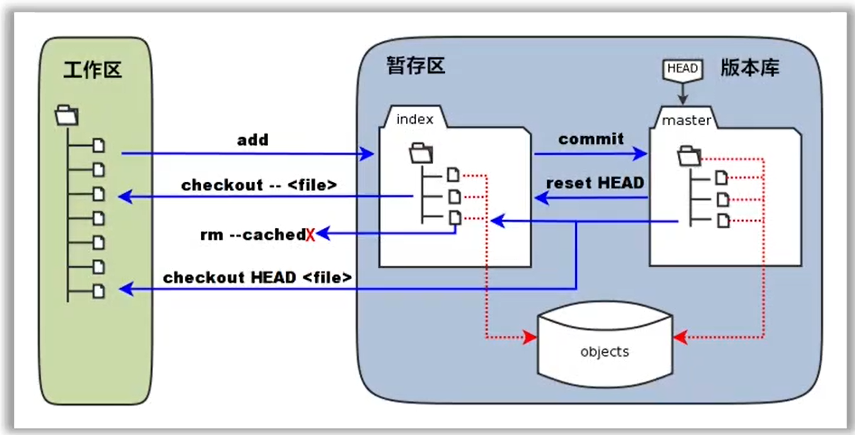 工作区
暂存区
HEAD
版本库
index
master
add
commit
checkout -- <file>
reset HEAD
rm --cachedX
checkout HEAD <file>
objects